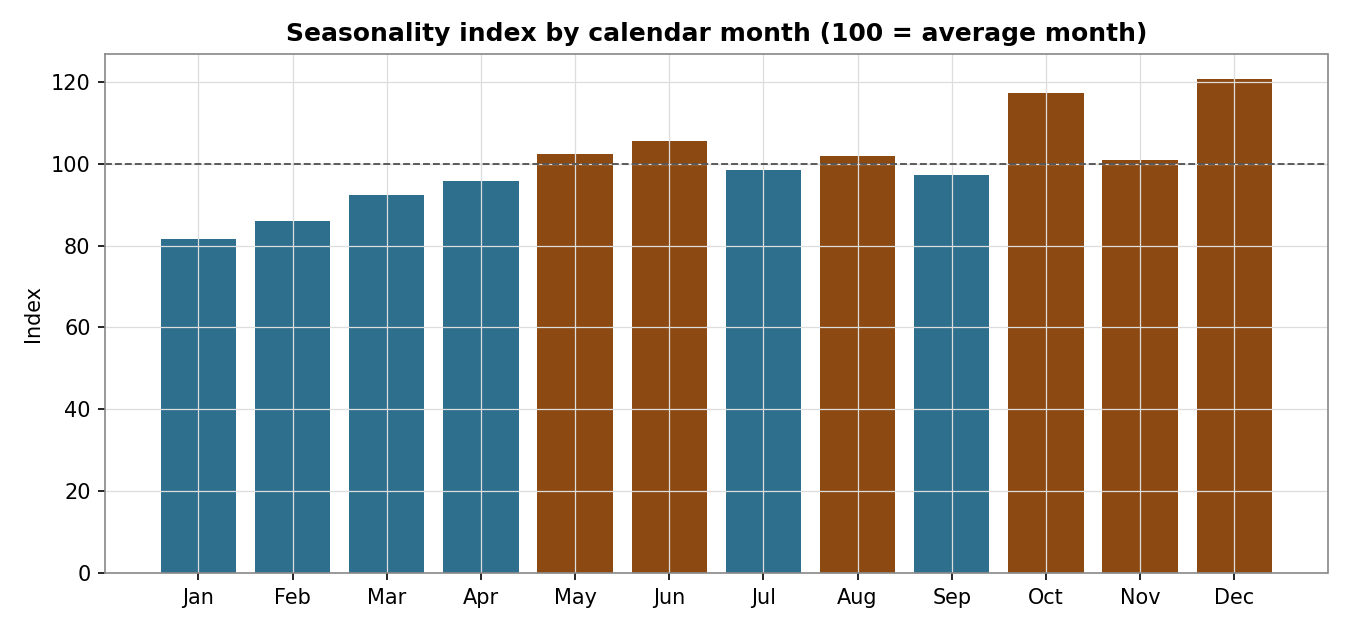 Seasonality index by calendar month (100 = average month)
120
100
80
60
40
20
0
Index
Jan Feb Mar Apr May Jun Jul Aug Sep Oct Nov Dec